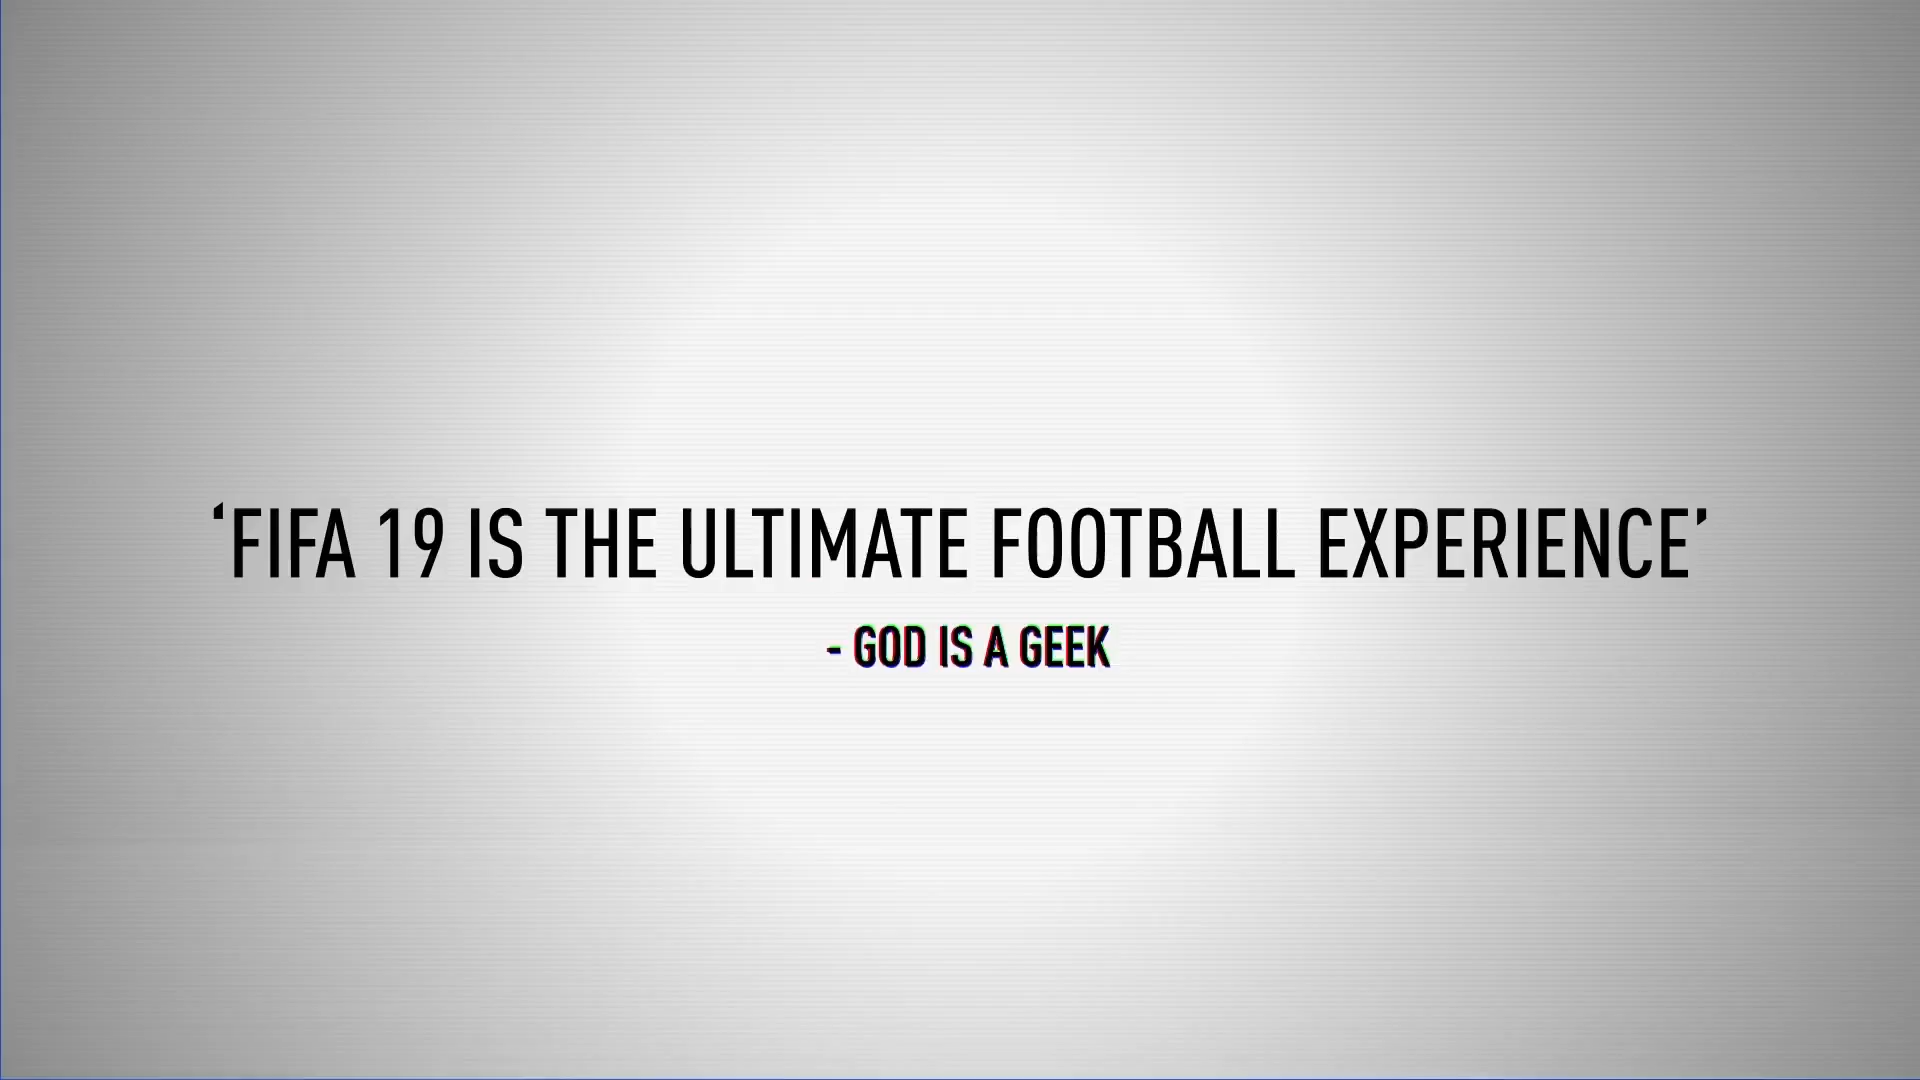 ‘FIFA 19 IS THE ULTIMATE FOOTBALL EXPERIENCE’
- GOD IS A GEEK